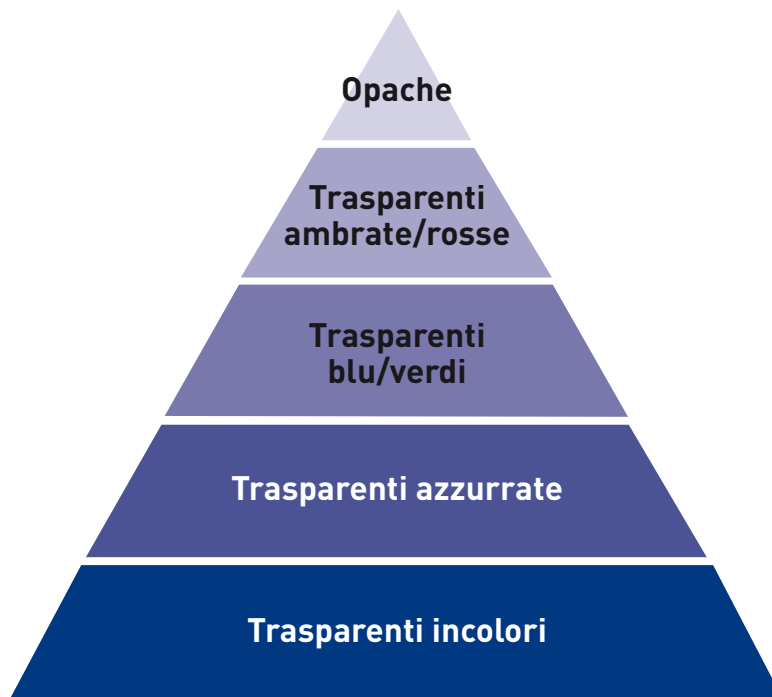 Opache
Trasparenti
ambrate/rosse
Trasparenti
blu/verdi
Trasparenti azzurrate
Trasparenti incolori